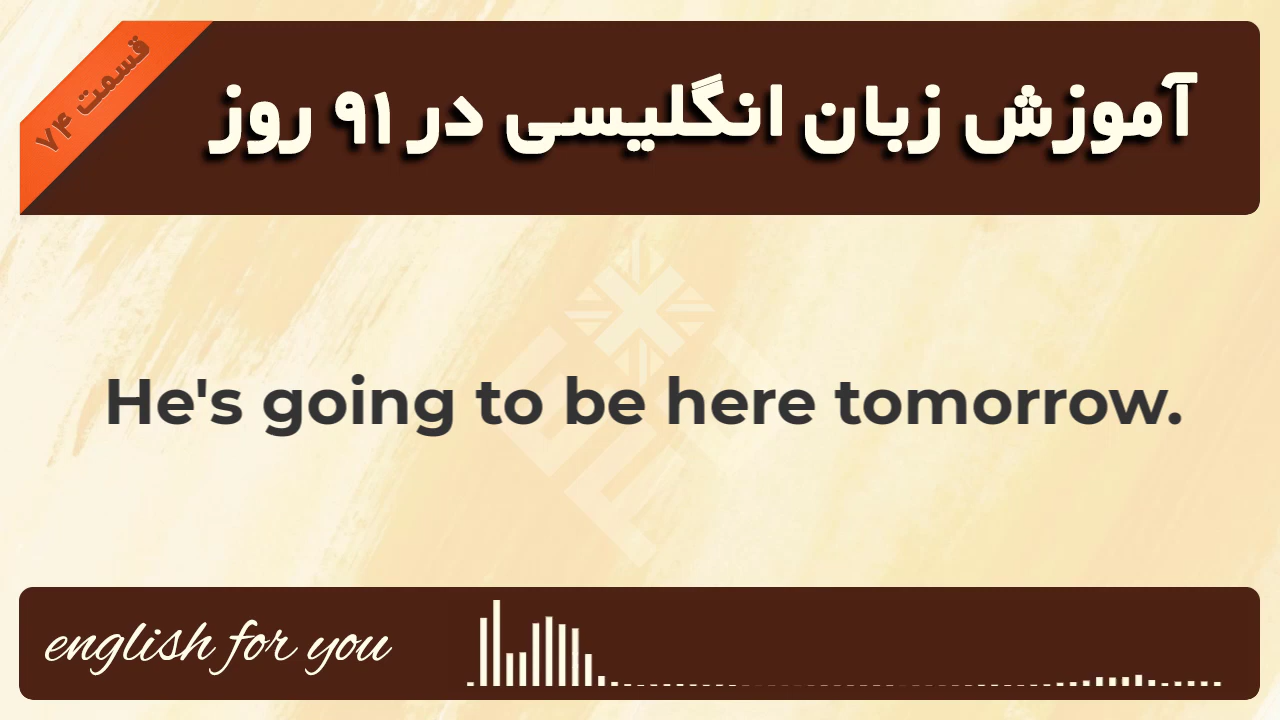 قسمت ۷۴
آموزش زبان انگلیسی در ۹۱ روز
He's going to be here tomorrow.
english for you